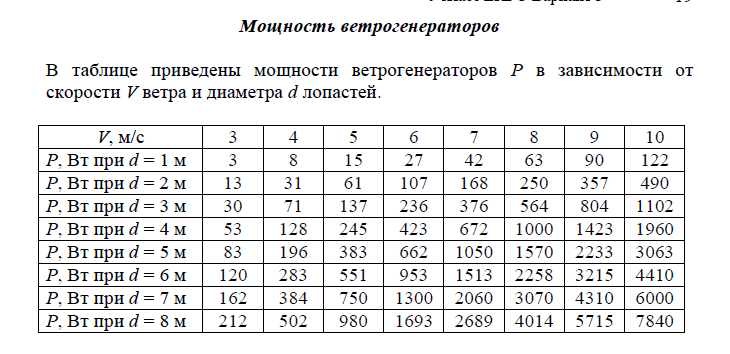 Мощность ветрогенераторов
В таблице приведены мощности ветрогенераторов P в зависимости от
скорости V ветра и диаметра d лопастей.
V, м/с 3 4 5 6 7 8 9 10
P, Вт при d = 1 м 3 8 15 27 42 63 90 122
P, Вт при d = 2 м 13 31 61 107 168 250 357 490
P, Вт при d = 3 м 30 71 137 236 376 564 804 1102
P, Вт при d = 4 м 53 128 245 423 672 1000 1423 1960
P, Вт при d = 5 м 83 196 383 662 1050 1570 2233 3063
P, Вт при d = 6 м 120 283 551 953 1513 2258 3215 4410
P, Вт при d = 7 м 162 384 750 1300 2060 3070 4310 6000
P, Вт при d = 8 м 212 502 980 1693 2689 4014 5715 7840